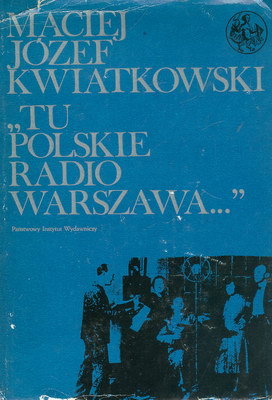 MACIEJ
JÓZEF
KWIATKOWSKI
„TU
POLSKIE
RADIO
WARSZAWA..."
Państwowy Instytut Wydawniczy